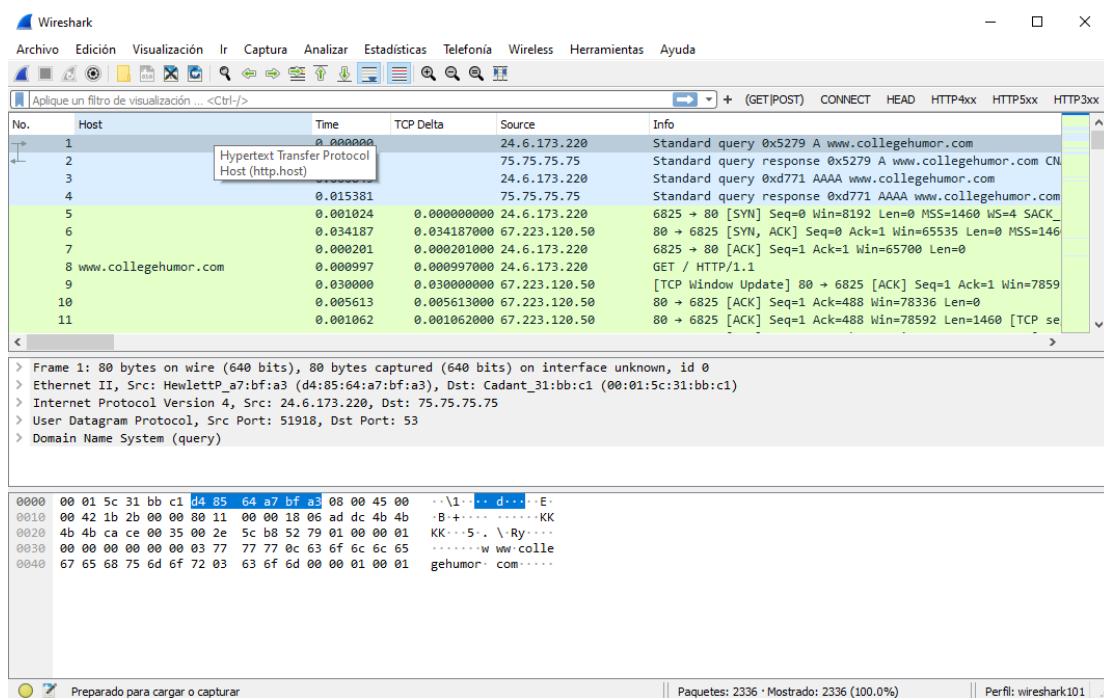 Wireshark
Archivo Edición Visualización Ir Captura Analizar Estadísticas Telefonía Wireless Herramientas Ayuda
Aplique un filtro de visualización ... <Ctrl-/> + (GET|POST) CONNECT HEAD HTTP4xx HTTP5xx HTTP3xx
No. Host Time TCP Delta Source Info
1 0.000000 24.6.173.220 Standard query 0x5279 A www.collegehumor.com
2 75.75.75.75 Standard query response 0x5279 A www.collegehumor.com CN
Hypertext Transfer Protocol
Host (http.host)
3 24.6.173.220 Standard query 0xd771 AAAA www.collegehumor.com
4 0.015381 75.75.75.75 Standard query response 0xd771 AAAA www.collegehumor.com
5 0.001024 0.000000000 24.6.173.220 6825 → 80 [SYN] Seq=0 Win=8192 Len=0 MSS=1460 WS=4 SACK_
6 0.034187 0.034187000 67.223.120.50 80 → 6825 [SYN, ACK] Seq=0 Ack=1 Win=65535 Len=0 MSS=146
7 0.000201 0.000201000 24.6.173.220 6825 → 80 [ACK] Seq=1 Ack=1 Win=65700 Len=0
8 www.collegehumor.com 0.000997 0.000997000 24.6.173.220 GET / HTTP/1.1
9 0.030000 0.030000000 67.223.120.50 [TCP Window Update] 80 → 6825 [ACK] Seq=1 Ack=1 Win=7859
10 0.005613 0.005613000 67.223.120.50 80 → 6825 [ACK] Seq=1 Ack=488 Win=78336 Len=0
11 0.001062 0.001062000 67.223.120.50 80 → 6825 [ACK] Seq=1 Ack=488 Win=78592 Len=1460 [TCP se
> Frame 1: 80 bytes on wire (640 bits), 80 bytes captured (640 bits) on interface unknown, id 0
> Ethernet II, Src: HewlettP_a7:bf:a3 (d4:85:64:a7:bf:a3), Dst: Cadant_31:bb:c1 (00:01:5c:31:bb:c1)
> Internet Protocol Version 4, Src: 24.6.173.220, Dst: 75.75.75.75
> User Datagram Protocol, Src Port: 51918, Dst Port: 53
> Domain Name System (query)
0000 00 01 5c 31 bb c1 d4 85 64 a7 bf a3 08 00 45 00 ··\1···· d·····E·
0010 00 42 1b 2b 00 00 80 11 00 00 18 06 ad dc 4b 4b ·B·+···· ······KK
0020 4b 4b ca ce 00 35 00 2e 5c b8 52 79 01 00 00 01 KK···5·. \·Ry····
0030 00 00 00 00 00 00 03 77 77 77 0c 63 6f 6c 6c 65 ·······w ww·colle
0040 67 65 68 75 6d 6f 72 03 63 6f 6d 00 00 01 00 01 gehumor· com·····
Preparado para cargar o capturar Paquetes: 2336 · Mostrado: 2336 (100.0%) Perfil: wireshark101